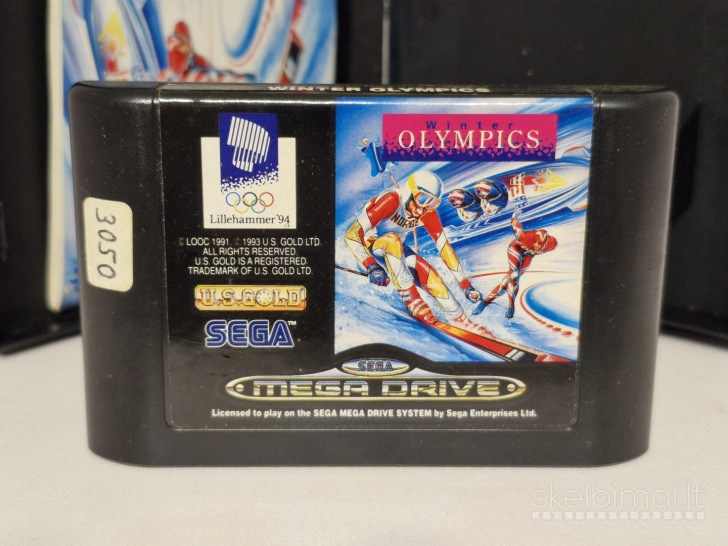 WINTER OLYMPICS
Winter
OLYMPICS
Lillehammer '94
© LOOC 1991 © 1993 U.S. GOLD LTD.
ALL RIGHTS RESERVED.
U.S. GOLD IS A REGISTERED
TRADEMARK OF U.S. GOLD LTD.
U.S. GOLD
SEGA™
3050
NORGE
SEGA
MEGA DRIVE
Licensed to play on the SEGA MEGA DRIVE SYSTEM by Sega Enterprises Ltd.
skelbimai.lt